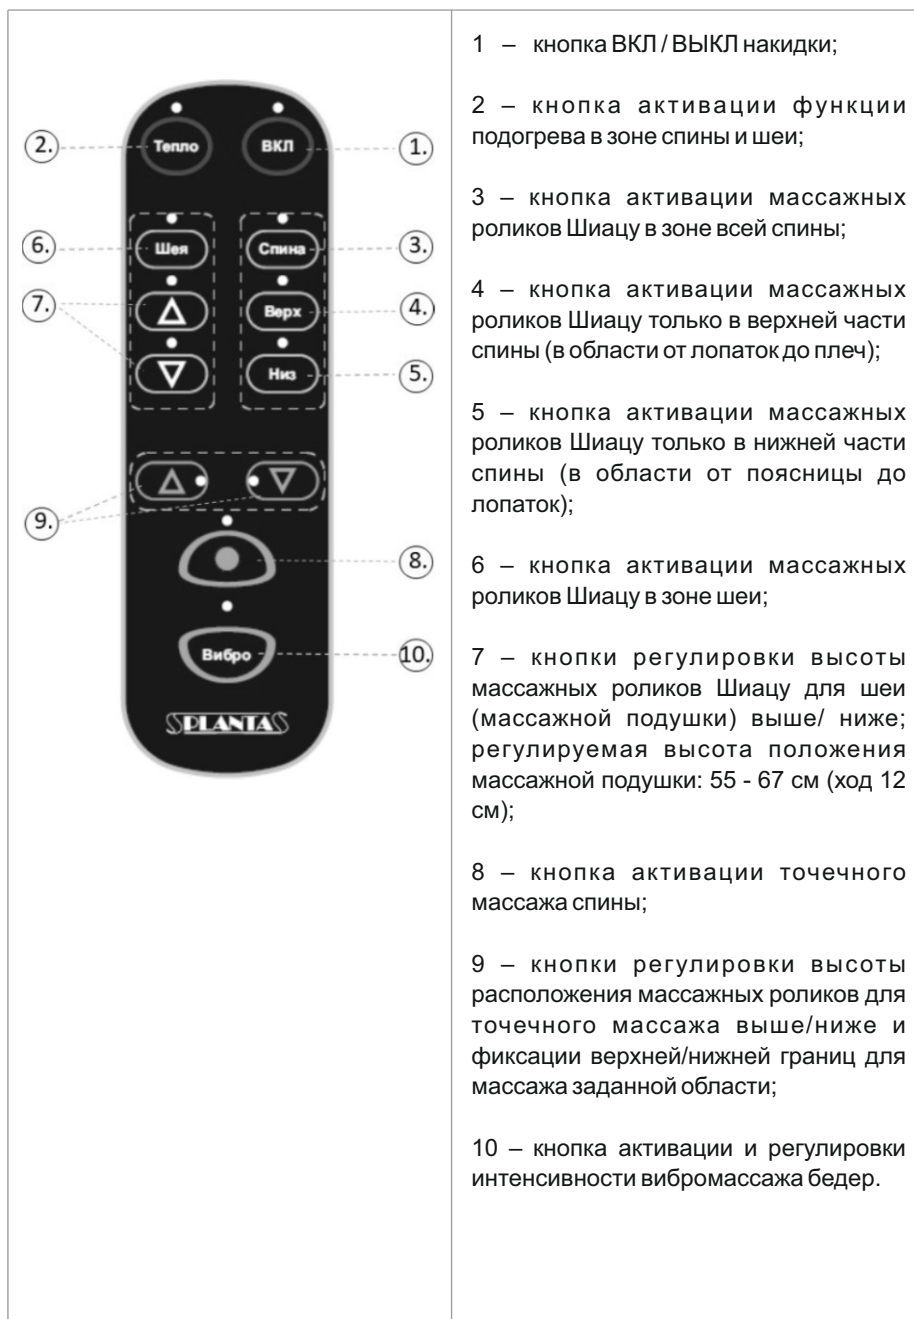 2.
Тепло
ВКЛ
1.
6.
Шея
Спина
3.
7.
Верх
4.
Низ
5.
9.
8.
Вибро
10.
PLANTA
1 – кнопка ВКЛ / ВЫКЛ накидки;
2 – кнопка активации функции
подогрева в зоне спины и шеи;
3 – кнопка активации массажных
роликов Шиацу в зоне всей спины;
4 – кнопка активации массажных
роликов Шиацу только в верхней части
спины (в области от лопаток до плеч);
5 – кнопка активации массажных
роликов Шиацу только в нижней части
спины (в области от поясницы до
лопаток);
6 – кнопка активации массажных
роликов Шиацу в зоне шеи;
7 – кнопки регулировки высоты
массажных роликов Шиацу для шеи
(массажной подушки) выше/ ниже;
регулируемая высота положения
массажной подушки: 55 - 67 см (ход 12
см);
8 – кнопка активации точечного
массажа спины;
9 – кнопки регулировки высоты
расположения массажных роликов для
точечного массажа выше/ниже и
фиксации верхней/нижней границ для
массажа заданной области;
10 – кнопка активации и регулировки
интенсивности вибромассажа бедер.